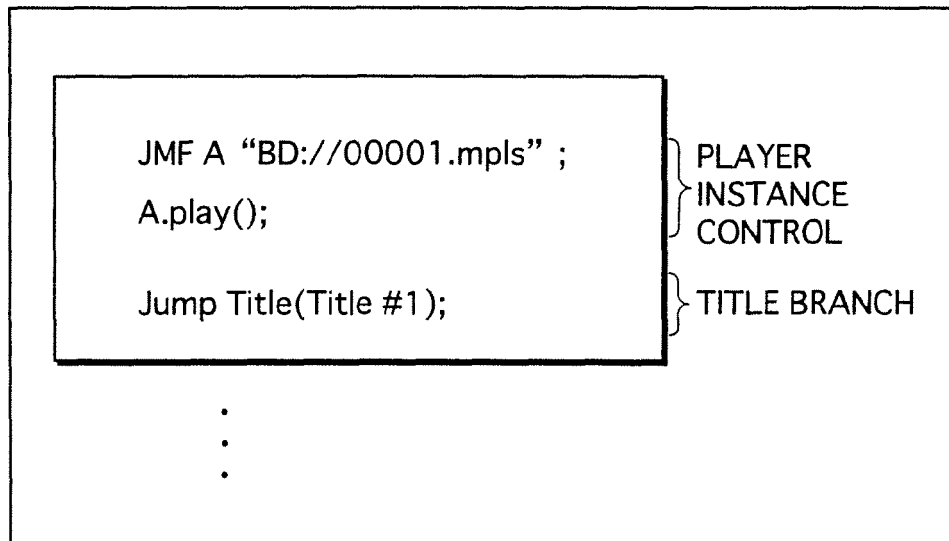 JMF A “BD://00001.mpls” ;
A.play();
PLAYER
INSTANCE
CONTROL
Jump Title(Title #1);
TITLE BRANCH